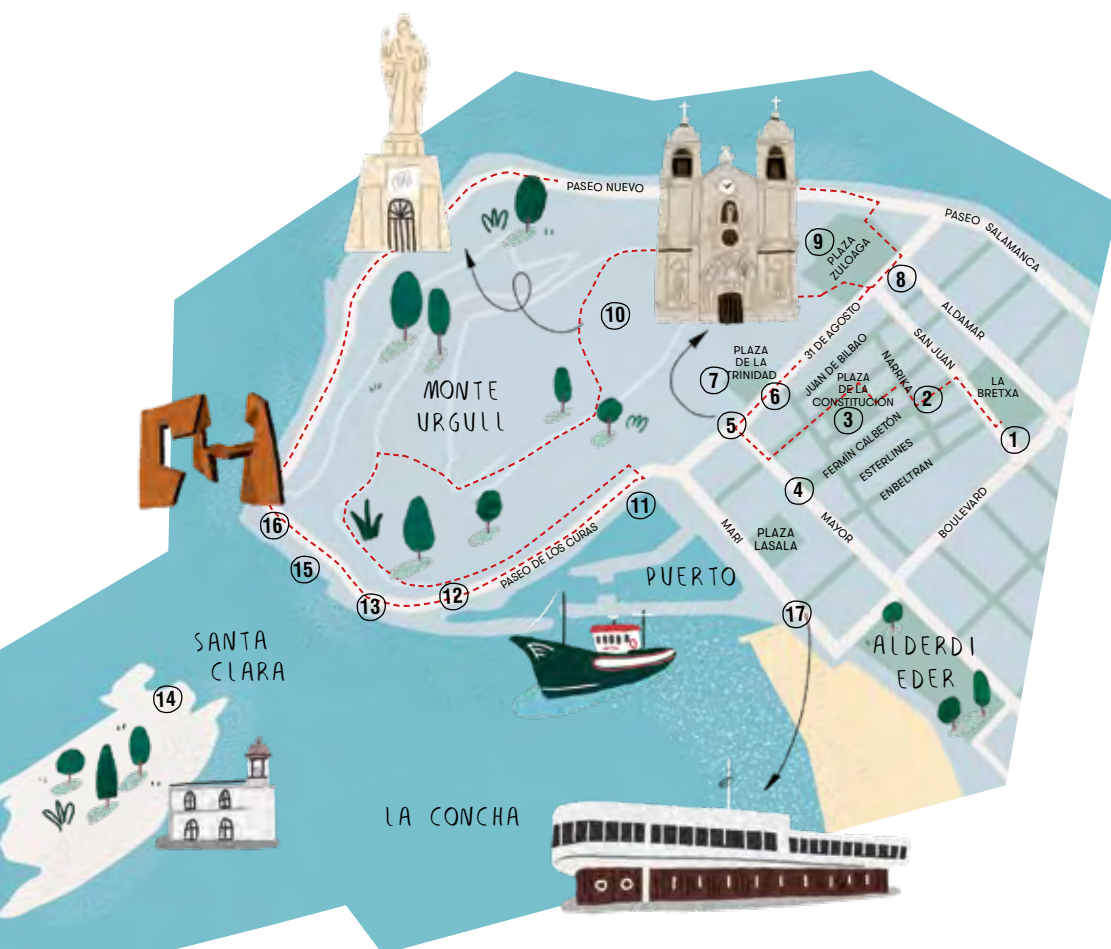 PASEO NUEVO
PASEO SALAMANCA
9
PLAZA
ZULOAGA
8
10
ALDAMAR
31 DE AGOSTO
SAN JUAN
JUAN DE BILBAO
NARRIKA
PLAZA
DE LA
TRINIDAD
7
6
PLAZA
DE LA
CONSTITUCIÓN
3
2
LA
BRETXA
1
MONTE
URGULL
5
FERMÍN CALBETÓN
ESTERLINES
ENBELTRAN
4
MAYOR
BOULEVARD
11
MARI
PLAZA
LASALA
16
15
PASEO DE LOS CURAS
12
13
PUERTO
17
ALDERDI
EDER
SANTA
CLARA
14
LA CONCHA